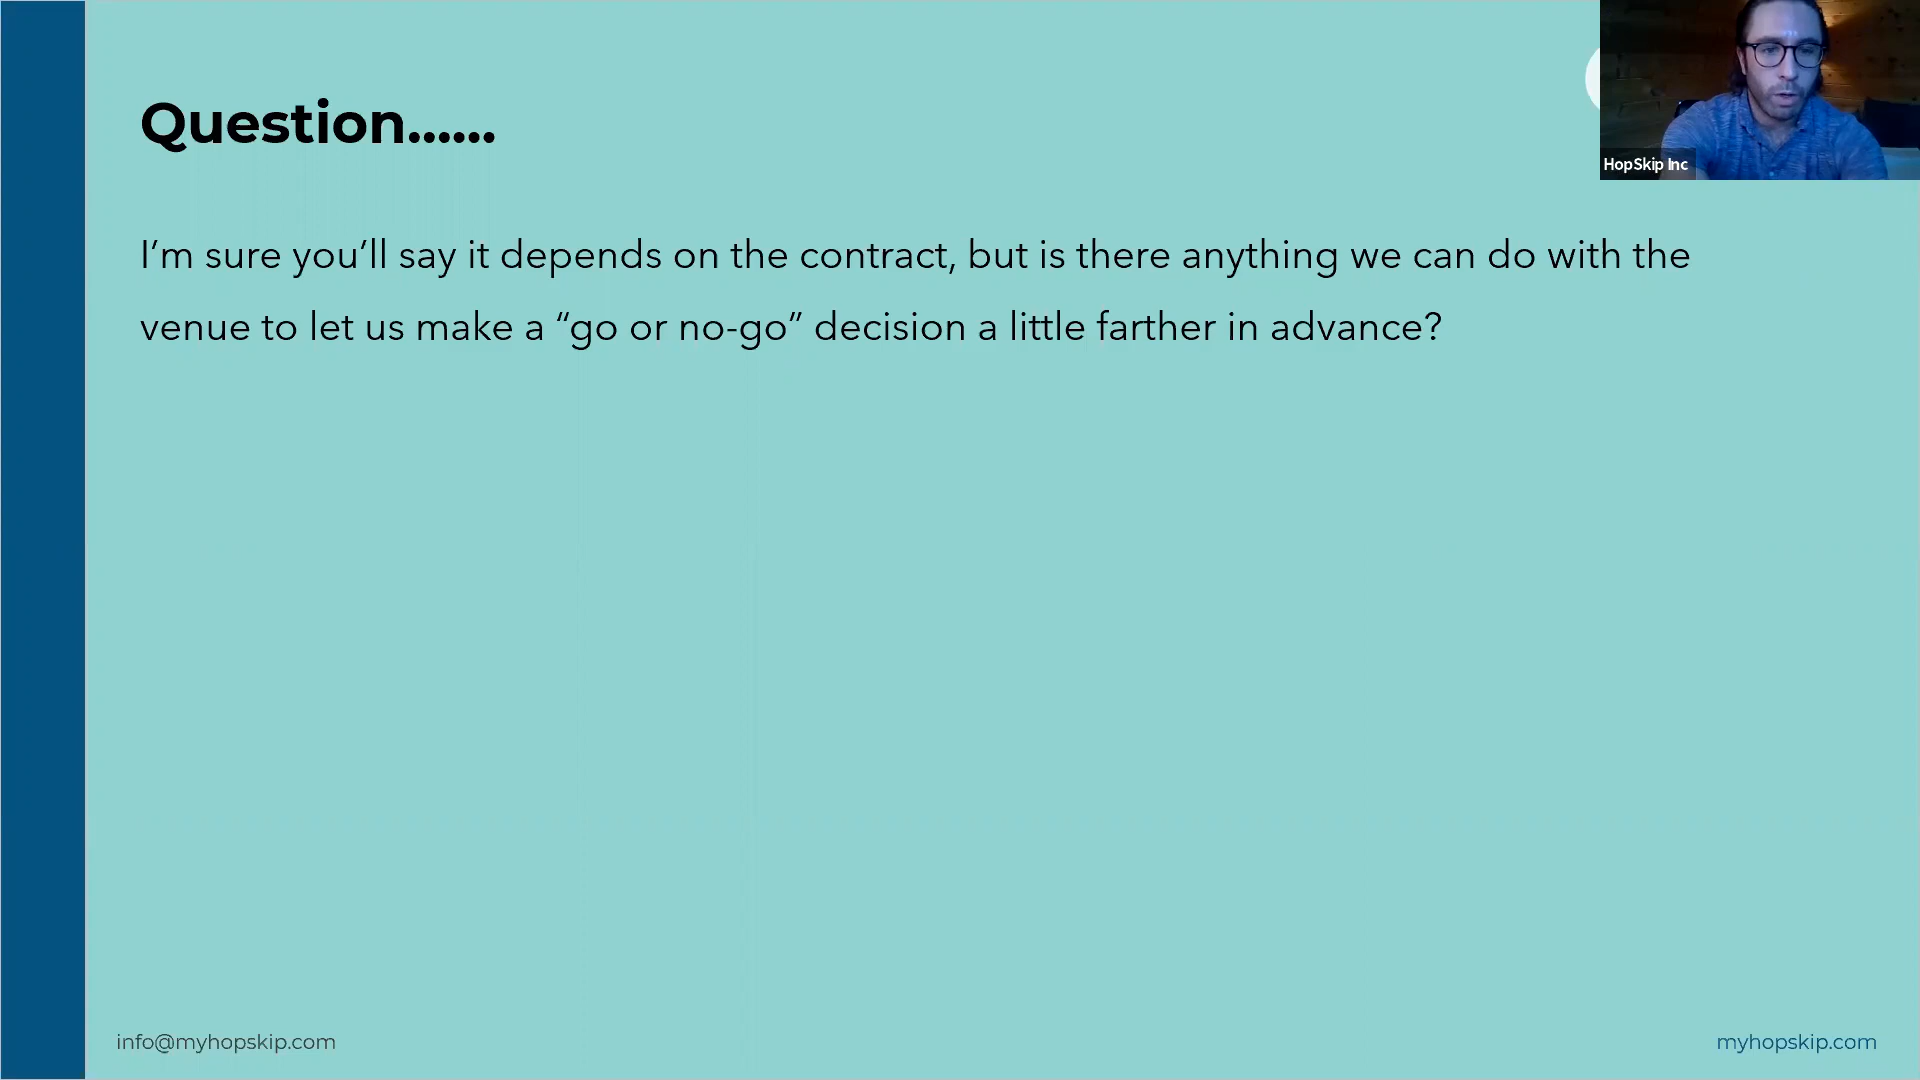 Question......
HopSkip Inc
I’m sure you’ll say it depends on the contract, but is there anything we can do with the
venue to let us make a “go or no-go” decision a little farther in advance?
info@myhopskip.com
myhopskip.com